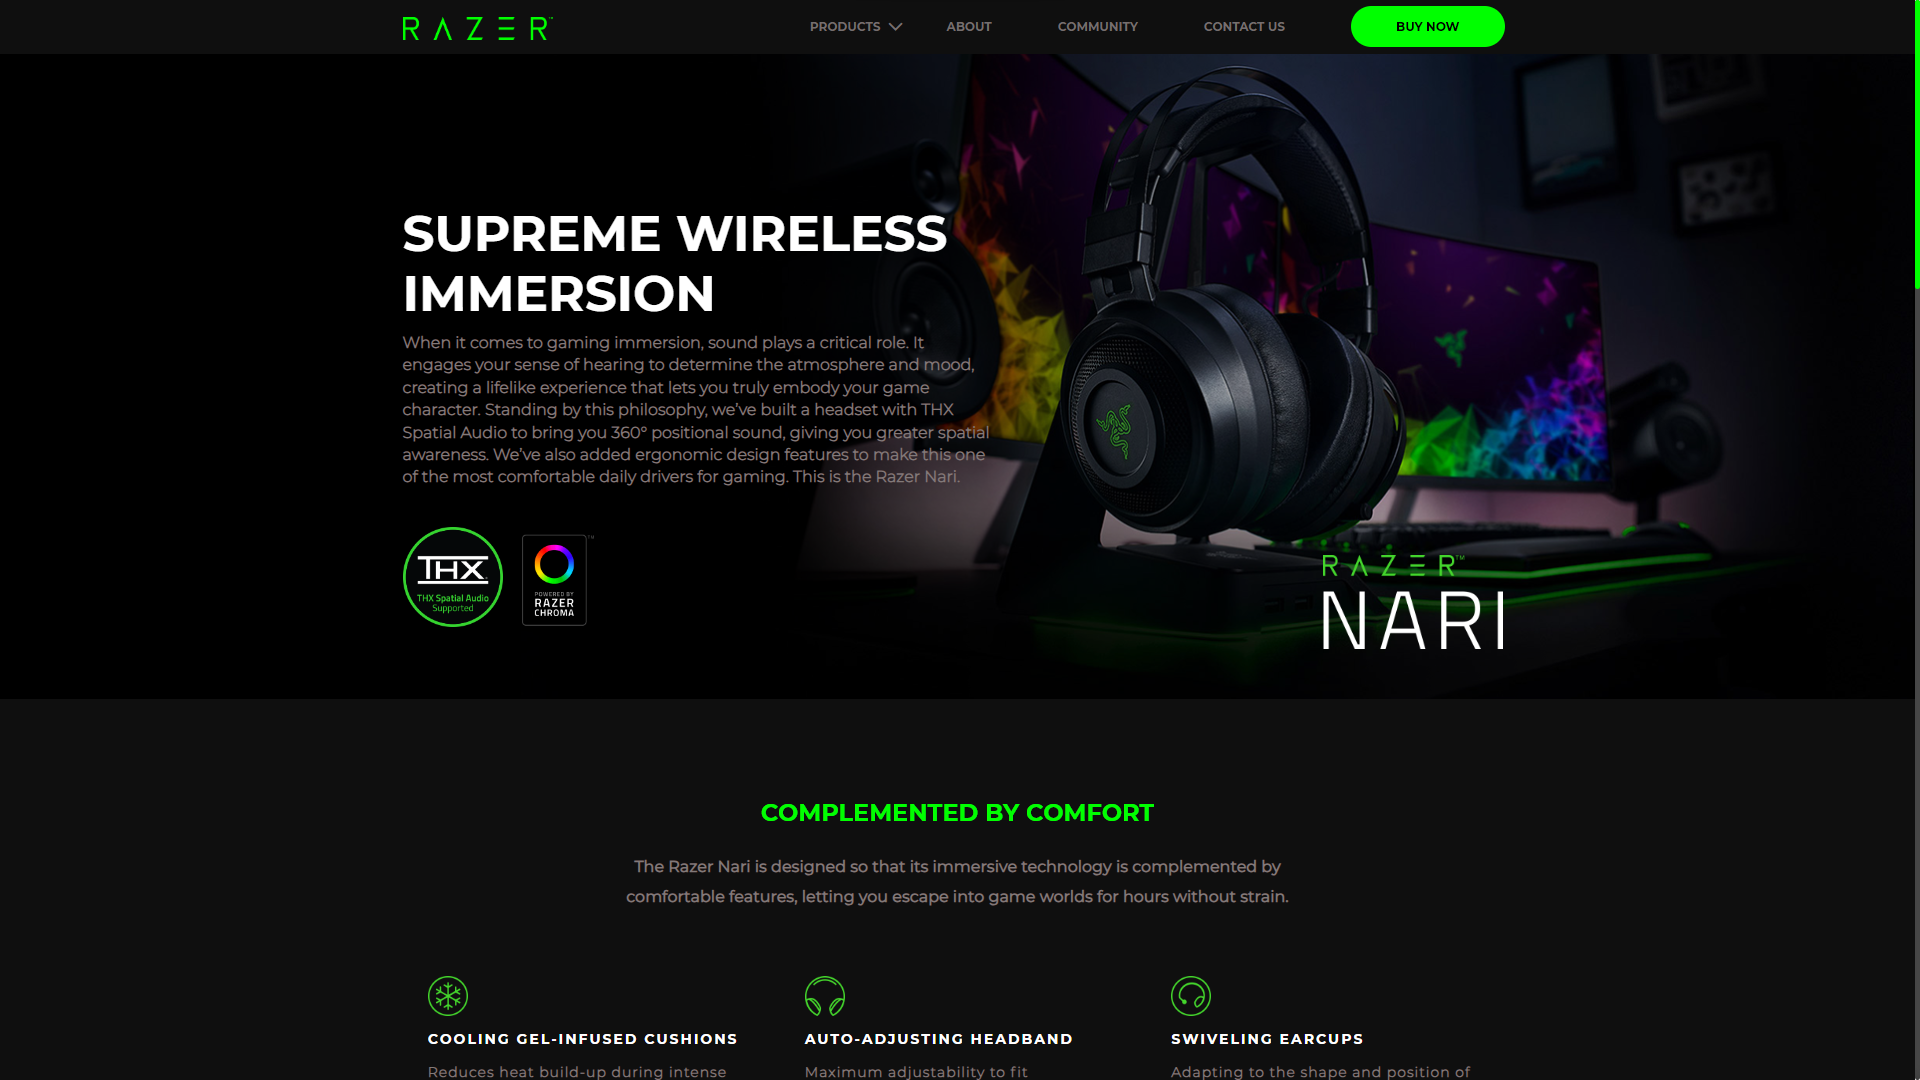 RAZER™
PRODUCTS
ABOUT
COMMUNITY
CONTACT US
BUY NOW
SUPREME WIRELESS
IMMERSION
When it comes to gaming immersion, sound plays a critical role. It
engages your sense of hearing to determine the atmosphere and mood,
creating a lifelike experience that lets you truly embody your game
character. Standing by this philosophy, we’ve built a headset with THX
Spatial Audio to bring you 360° positional sound, giving you greater spatial
awareness. We’ve also added ergonomic design features to make this one
of the most comfortable daily drivers for gaming. This is the Razer Nari.
THX
THX Spatial Audio
Supported
POWERED BY
RAZER
CHROMA
™
RAZER™
NARI
COMPLEMENTED BY COMFORT
The Razer Nari is designed so that its immersive technology is complemented by
comfortable features, letting you escape into game worlds for hours without strain.
COOLING GEL-INFUSED CUSHIONS
Reduces heat build-up during intense
AUTO-ADJUSTING HEADBAND
Maximum adjustability to fit
SWIVELING EARCUPS
Adapting to the shape and position of